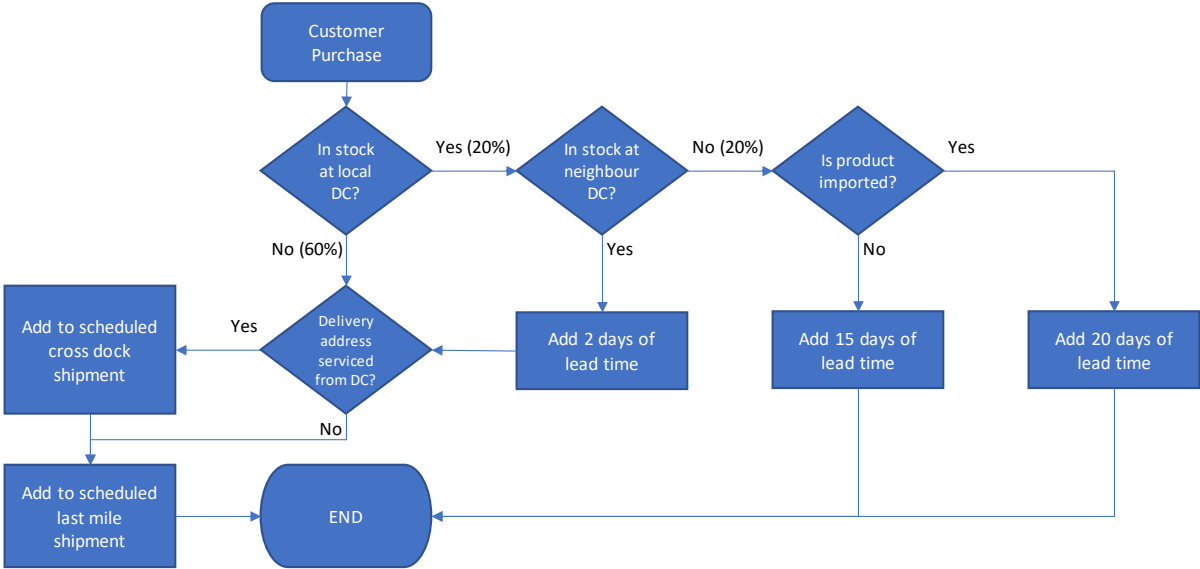 Customer
Purchase
In stock
at local
DC?
Yes (20%)
In stock at
neighbour
DC?
No (20%)
Is product
imported?
Yes
No (60%)
Yes
No
Add to scheduled
cross dock
shipment
Yes
Delivery
address
serviced
from DC?
Add 2 days of
lead time
Add 15 days of
lead time
Add 20 days of
lead time
No
Add to scheduled
last mile
shipment
END